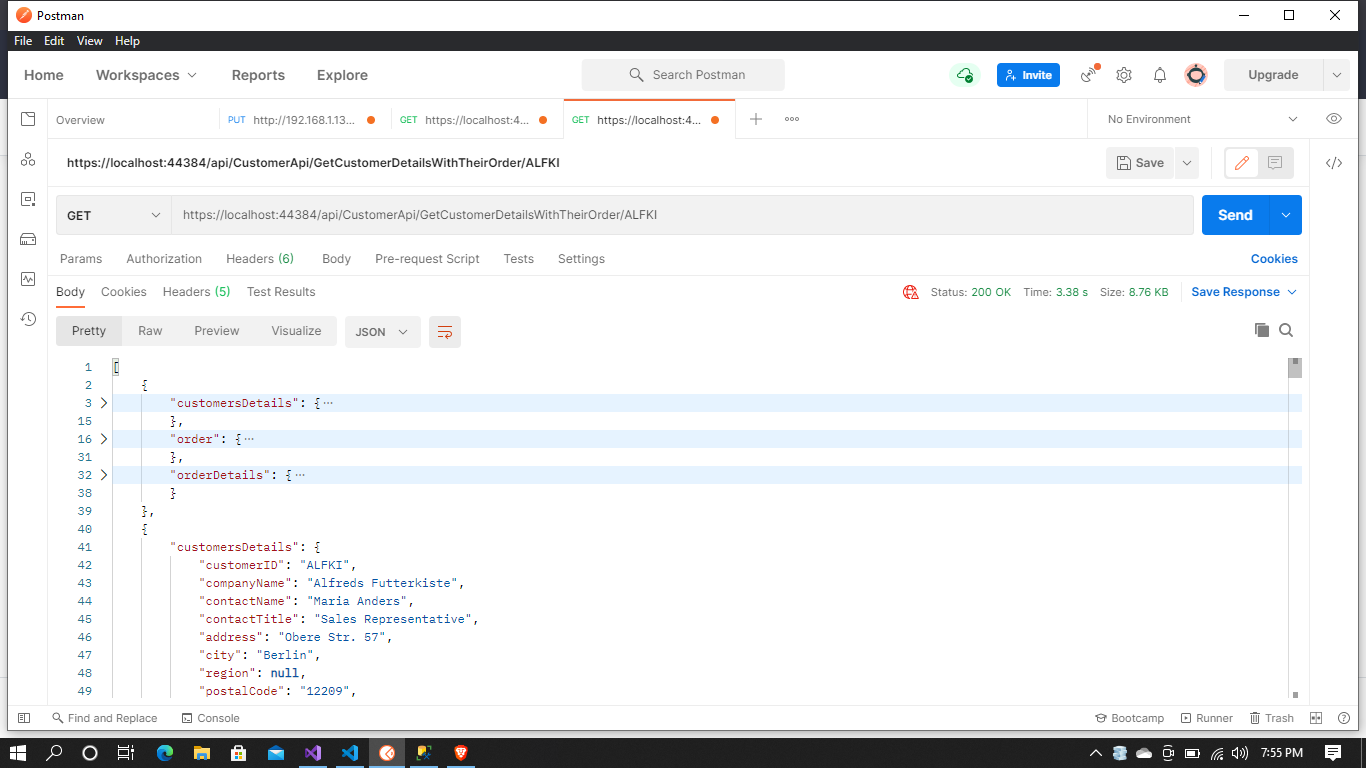 Postman
File Edit View Help
Home Workspaces Reports Explore Search Postman Invite Upgrade
Overview PUT http://192.168.1.13... GET https://localhost:4... GET https://localhost:4... No Environment
https://localhost:44384/api/CustomerApi/GetCustomerDetailsWithTheirOrder/ALFKI Save
GET https://localhost:44384/api/CustomerApi/GetCustomerDetailsWithTheirOrder/ALFKI Send
Params Authorization Headers (6) Body Pre-request Script Tests Settings Cookies
Body Cookies Headers (5) Test Results Status: 200 OK Time: 3.38 s Size: 8.76 KB Save Response
Pretty Raw Preview Visualize JSON
1 [
2 {
3 "customersDetails": {...
15 },
16 "order": {...
31 },
32 "orderDetails": {...
38 }
39 },
40 {
41 "customersDetails": {
42 "customerID": "ALFKI",
43 "companyName": "Alfreds Futterkiste",
44 "contactName": "Maria Anders",
45 "contactTitle": "Sales Representative",
46 "address": "Obere Str. 57",
47 "city": "Berlin",
48 "region": null,
49 "postalCode": "12209",
Find and Replace Console Bootcamp Runner Trash
7:55 PM